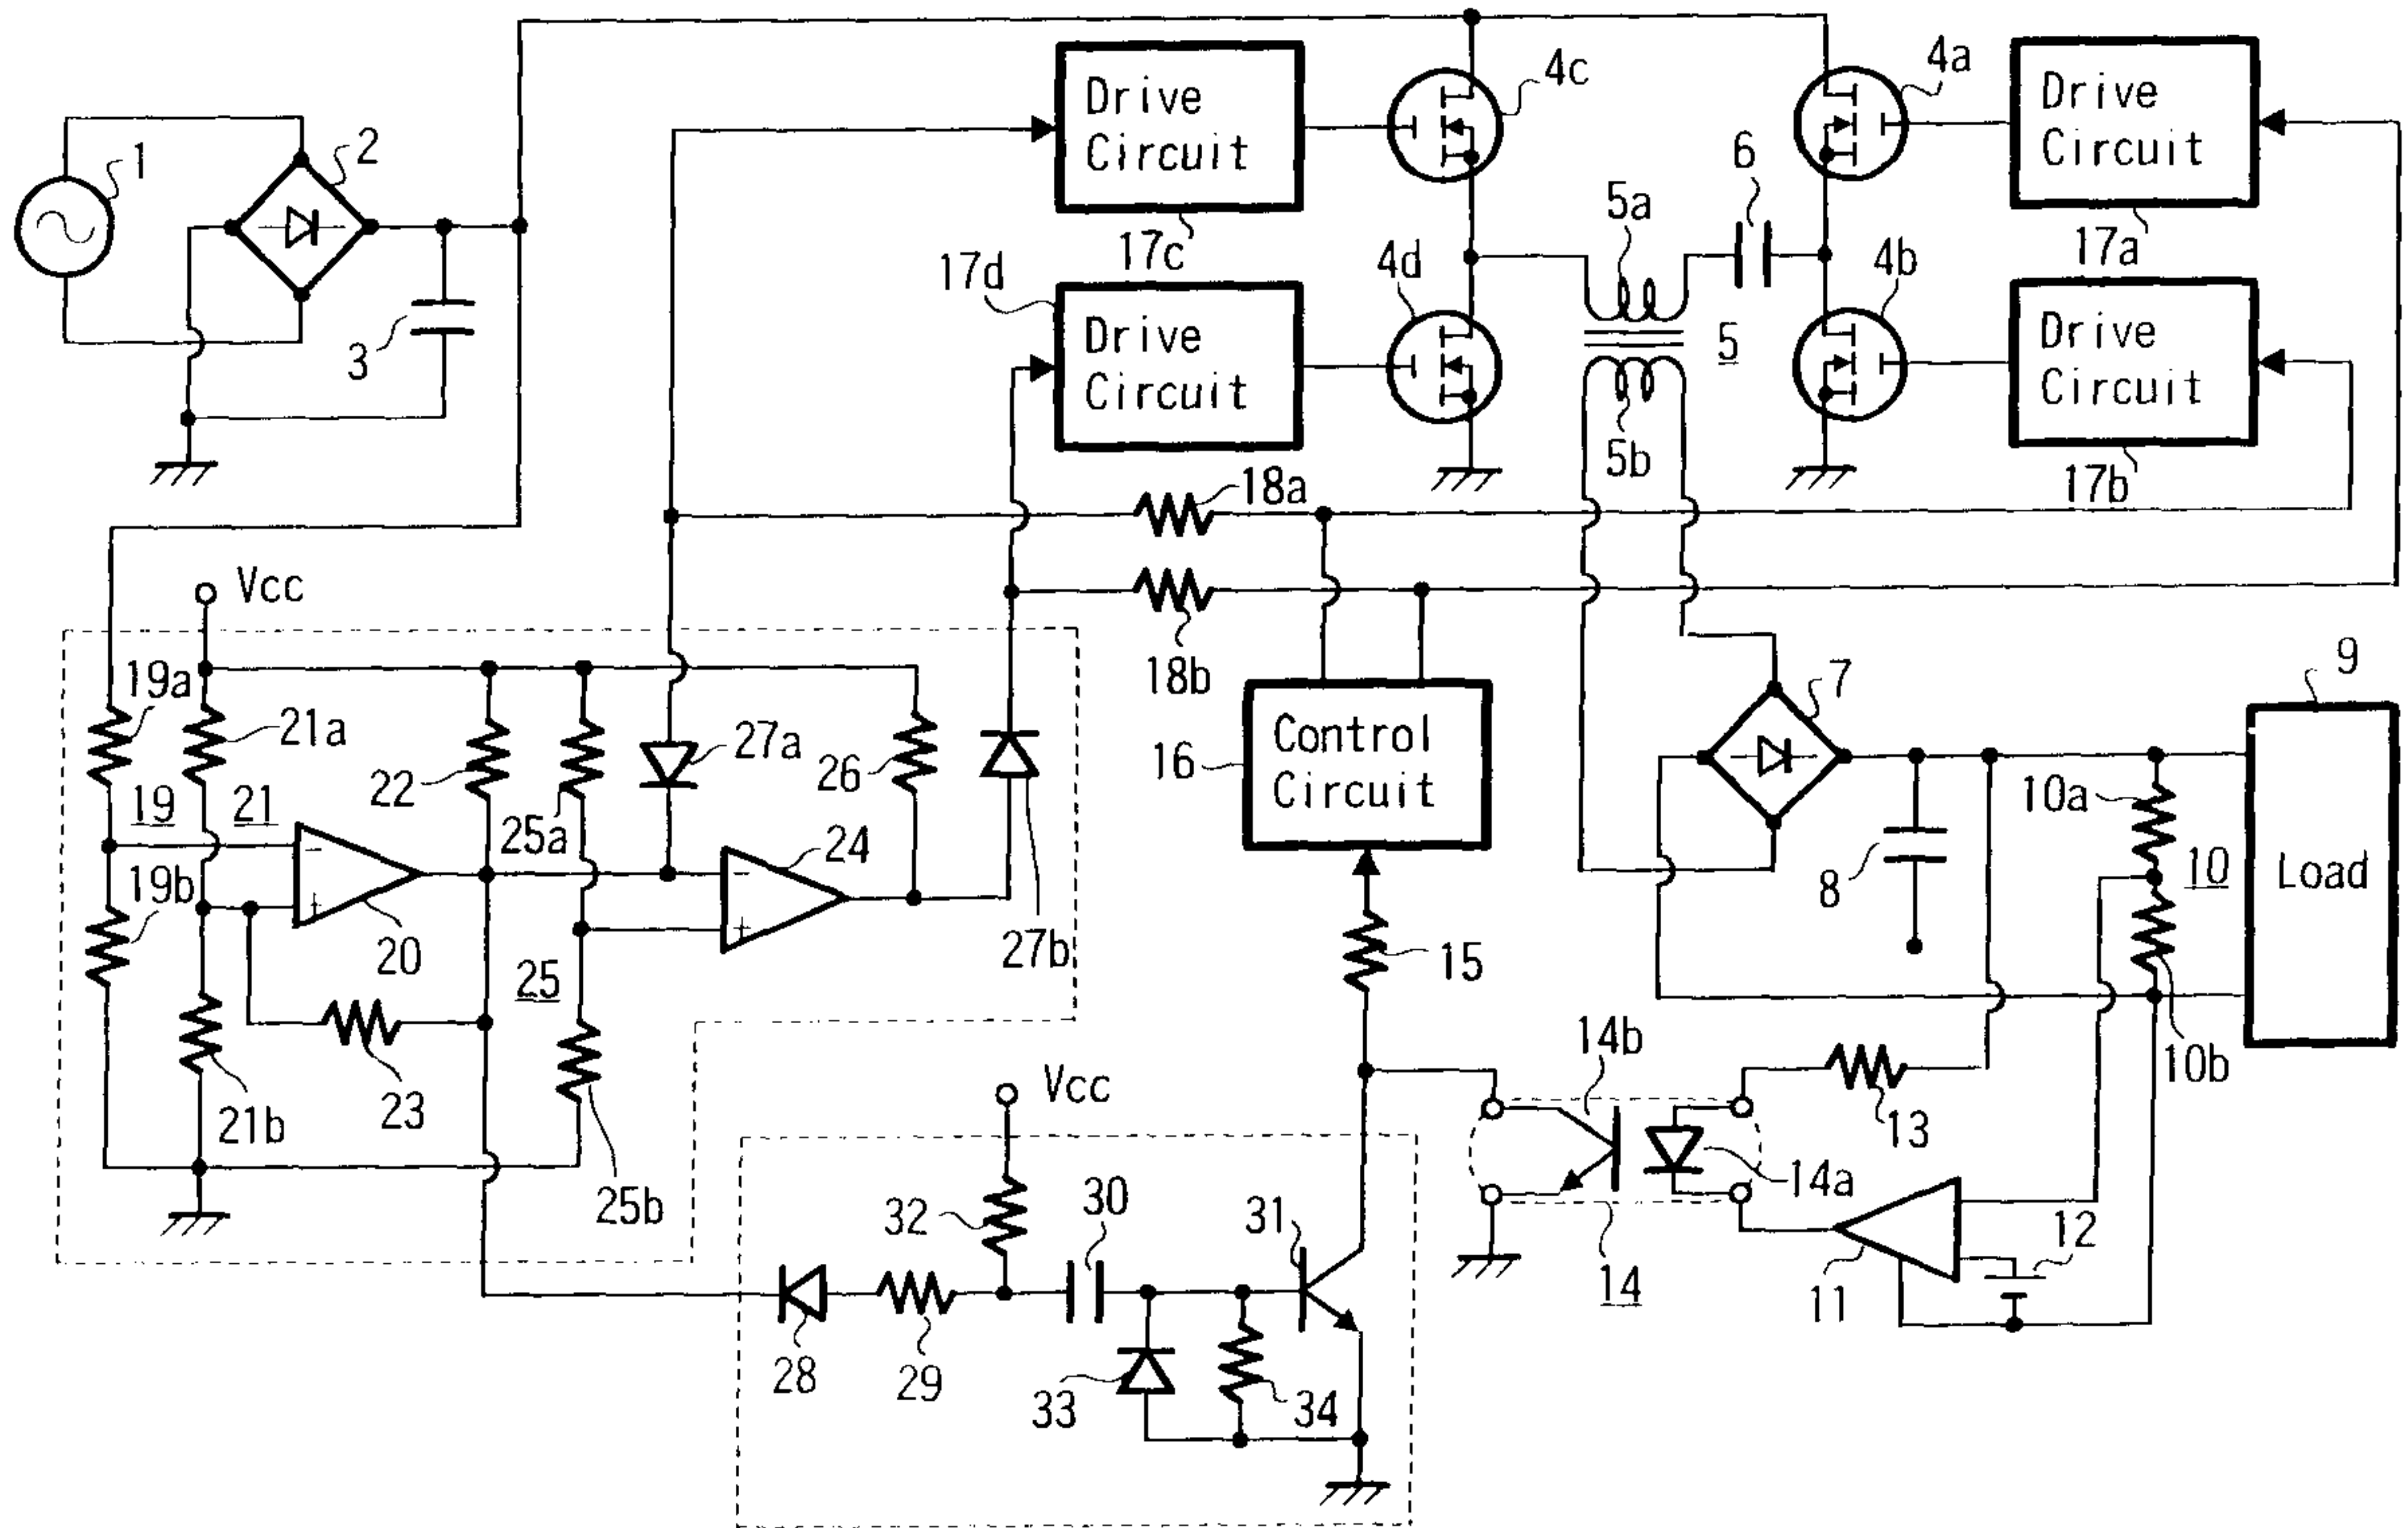 1
2
3
Drive
Circuit
17c
4c
4a
Drive
Circuit
17a
6
5a
17d
Drive
Circuit
4d
5
5b
4b
Drive
Circuit
17b
18a
18b
Vcc
19a
21a
22
25a
27a
26
19
21
19b
20
24
27b
25
23
21b
25b
16
Control
Circuit
15
7
9
Load
8
10a
10
10b
13
14b
14a
14
11
12
Vcc
32
30
31
28
29
33
34
- 
+
-
+